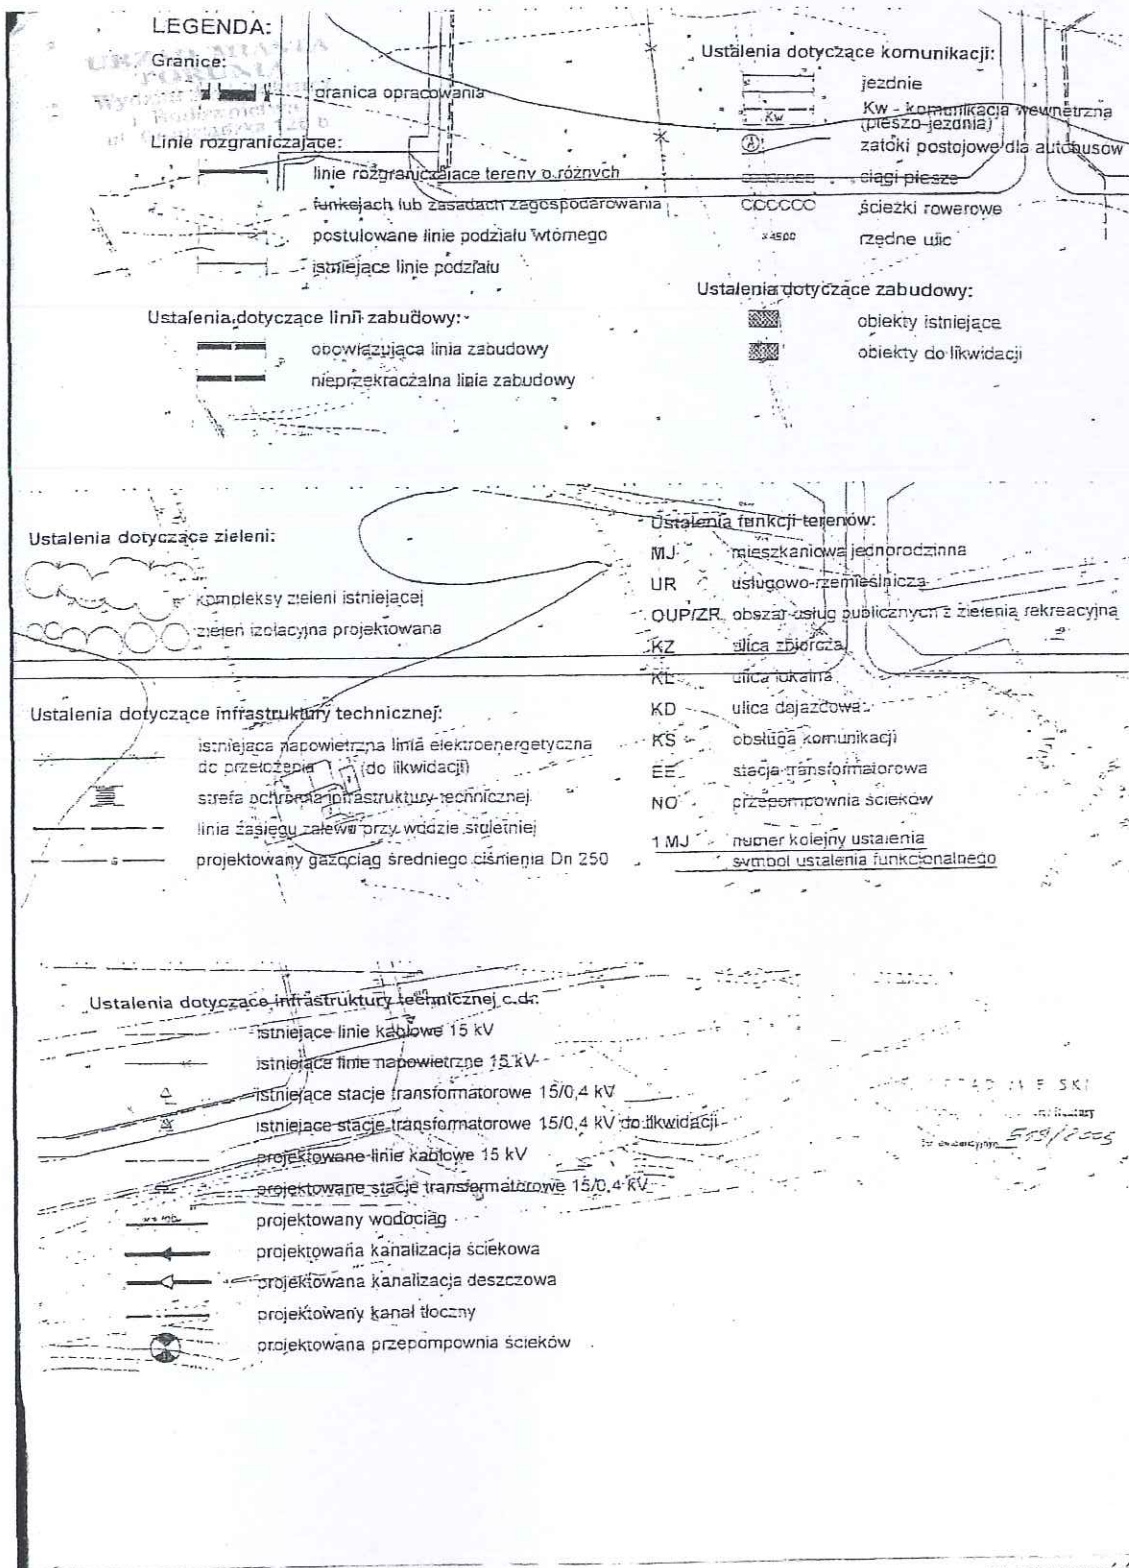 LEGENDA:
Granice:
URZĄD MIASTA
TORUNIA
granica opracowania
Linie rozgraniczające:
linie rozgraniczające tereny o różnych
funkcjach lub zasadach zagospodarowania
postulowane linie podziału wtórnego
istniejące linie podziału
Ustalenia dotyczące linii zabudowy:
obowiązująca linia zabudowy
nieprzekraczalna linia zabudowy
Ustalenia dotyczące komunikacji:
jezdnie
Kw
Kw - komunikacja wewnętrzna
(pieszo-jezdnia)
A
zatoki postojowe dla autobusów
ciągi piesze
CCCCCC ścieżki rowerowe
rzędne ulic
Ustalenia dotyczące zabudowy:
obiekty istniejące
obiekty do likwidacji
Ustalenia dotyczące zieleni:
kompleksy zieleni istniejącej
zieleń izolacyjna projektowana
Ustalenia dotyczące infrastruktury technicznej:
istniejąca napowietrzna linia elektroenergetyczna
do przełożenia (do likwidacji)
strefa ochronna infrastruktury technicznej
linia zasięgu zalewu przy wodzie stuletniej
projektowany gazociąg średniego ciśnienia Dn 250
Ustalenia funkcji terenów:
MJ mieszkaniowa jednorodzinna
UR usługowo-rzemieślnicza
OUP/ZR obszar usług publicznych z zielenią rekreacyjną
KZ ulica zbiorcza
KL ulica lokalna
KD ulica dojazdowa
KS obsługa komunikacji
EE stacja transformatorowa
NO przepompownia ścieków
1 MJ numer kolejny ustalenia
symbol ustalenia funkcjonalnego
Ustalenia dotyczące infrastruktury technicznej c.d.:
istniejące linie kablowe 15 kV
istniejące linie napowietrzne 15 kV
istniejące stacje transformatorowe 15/0,4 kV
istniejące stacje transformatorowe 15/0,4 kV do likwidacji
projektowane linie kablowe 15 kV
projektowane stacje transformatorowe 15/0,4 kV
projektowany wodociąg
projektowana kanalizacja ściekowa
projektowana kanalizacja deszczowa
projektowany kanał tłoczny
projektowana przepompownia ścieków
519/2005